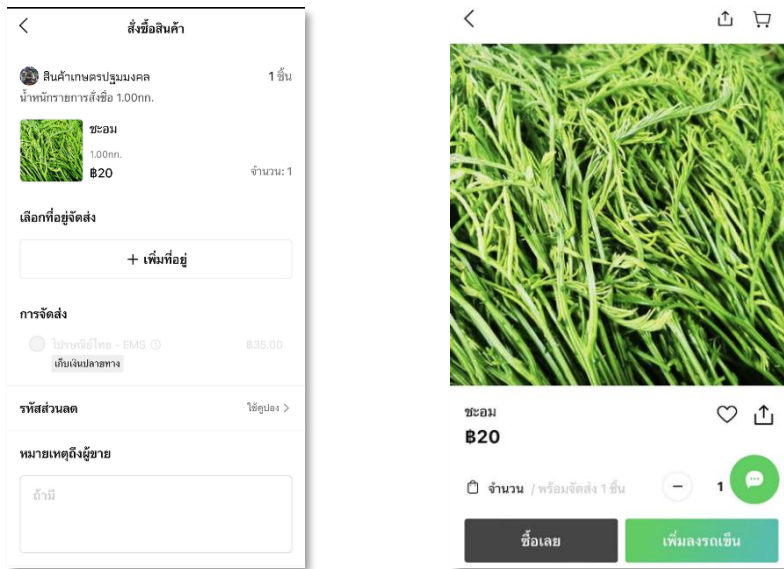 สั่งซื้อสินค้า
สินค้าเกษตรปฐมมงคล 1 ชิ้น
น้ำหนักรายการสั่งซื้อ 1.00กก.
ชะอม
1.00กก.
฿20 จำนวน: 1
เลือกที่อยู่จัดส่ง
+ เพิ่มที่อยู่
การจัดส่ง
ไปรษณีย์ไทย - EMS ฿35.00
เก็บเงินปลายทาง
รหัสส่วนลด ใช้คูปอง >
หมายเหตุถึงผู้ขาย
ถ้ามี
ชะอม
฿20
จำนวน / พร้อมจัดส่ง 1 ชิ้น − 1
ซื้อเลย เพิ่มลงรถเข็น